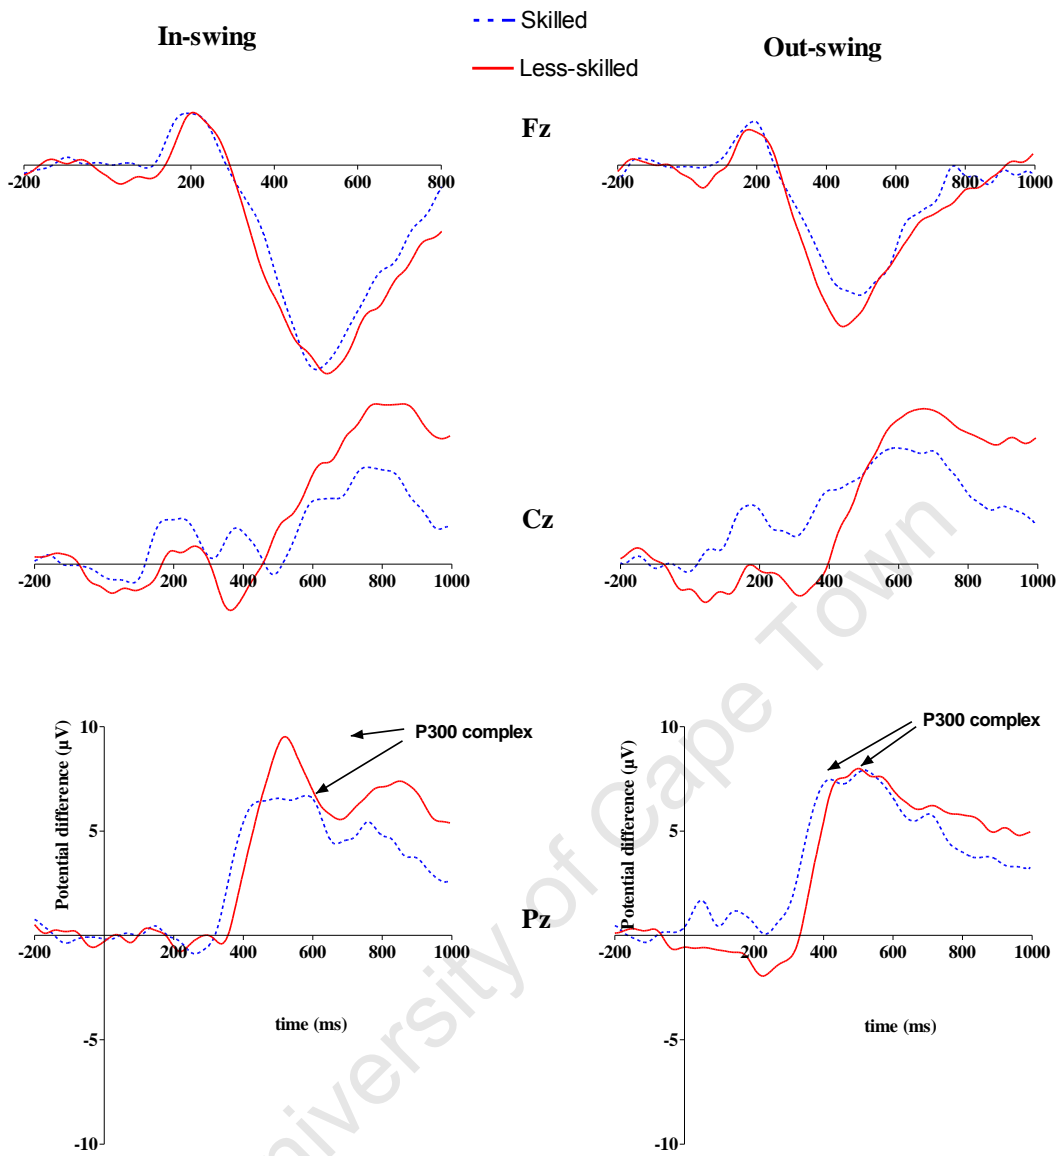 In-swing
Skilled
Less-skilled
Out-swing
Fz
-200 200 400 600 800
-200 200 400 600 800 1000
Cz
-200 200 400 600 800 1000
-200 200 400 600 800 1000
Pz
Potential difference (µV)
10
5
-5
-10
-200 0 200 400 600 800 1000
P300 complex
time (ms)
Potential difference (µV)
10
5
-5
-10
-200 0 200 400 600 800 1000
P300 complex
time (ms)
University of Cape Town